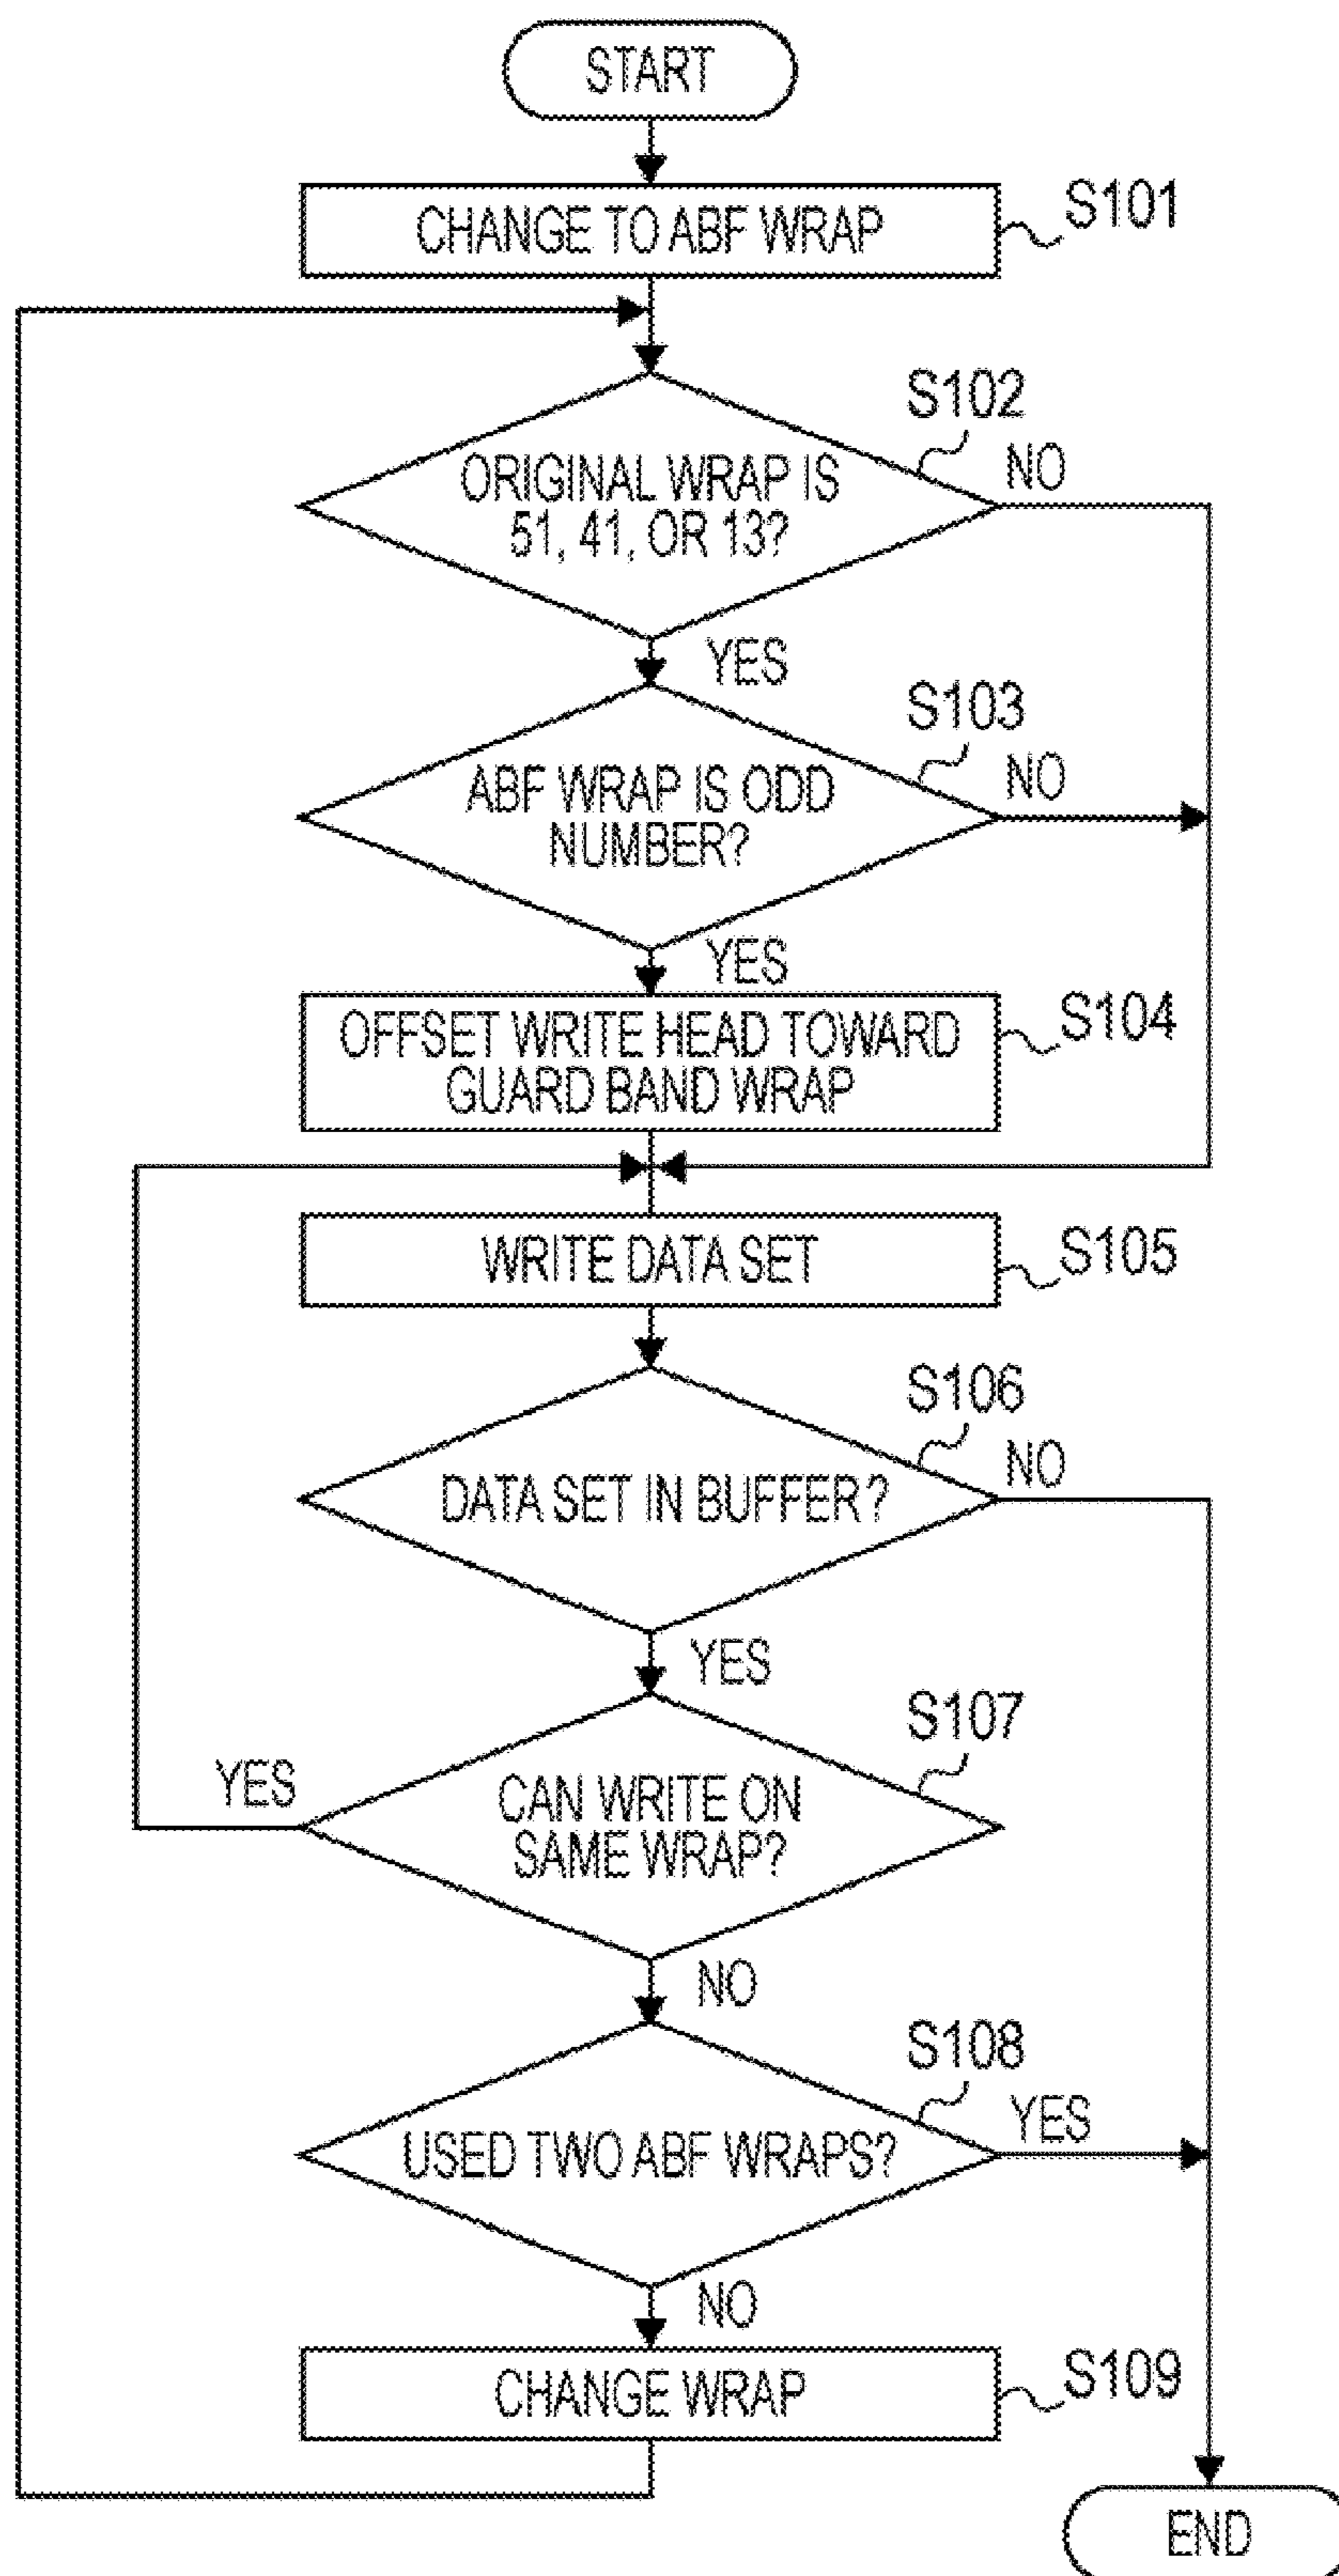 START
CHANGE TO ABF WRAP
S101
S102
ORIGINAL WRAP IS
51, 41, OR 13?
NO
YES
S103
ABF WRAP IS ODD
NUMBER?
NO
YES
OFFSET WRITE HEAD TOWARD
GUARD BAND WRAP
S104
WRITE DATA SET
S105
S106
DATA SET IN BUFFER?
NO
YES
S107
CAN WRITE ON
SAME WRAP?
YES
NO
S108
USED TWO ABF WRAPS?
YES
NO
CHANGE WRAP
S109
END